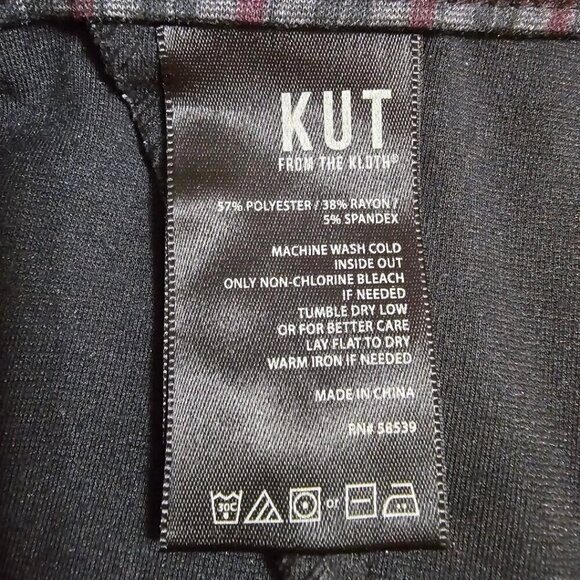 KUT
FROM THE KLOTH®
57% POLYESTER / 38% RAYON /
5% SPANDEX
MACHINE WASH COLD
INSIDE OUT
ONLY NON-CHLORINE BLEACH
IF NEEDED
TUMBLE DRY LOW
OR FOR BETTER CARE
LAY FLAT TO DRY
WARM IRON IF NEEDED
MADE IN CHINA
RN# 58539
30C or